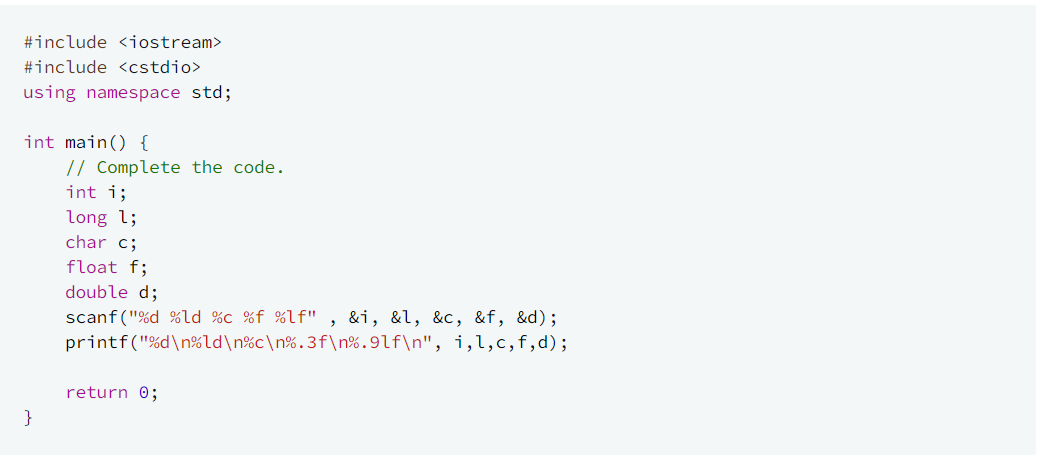 #include <iostream>
#include <cstdio>
using namespace std;
int main() {
// Complete the code.
int i;
long l;
char c;
float f;
double d;
scanf("%d %ld %c %f %lf" , &i, &l, &c, &f, &d);
printf("%d\n%ld\n%c\n%.3f\n%.9lf\n", i,l,c,f,d);
return 0;
}